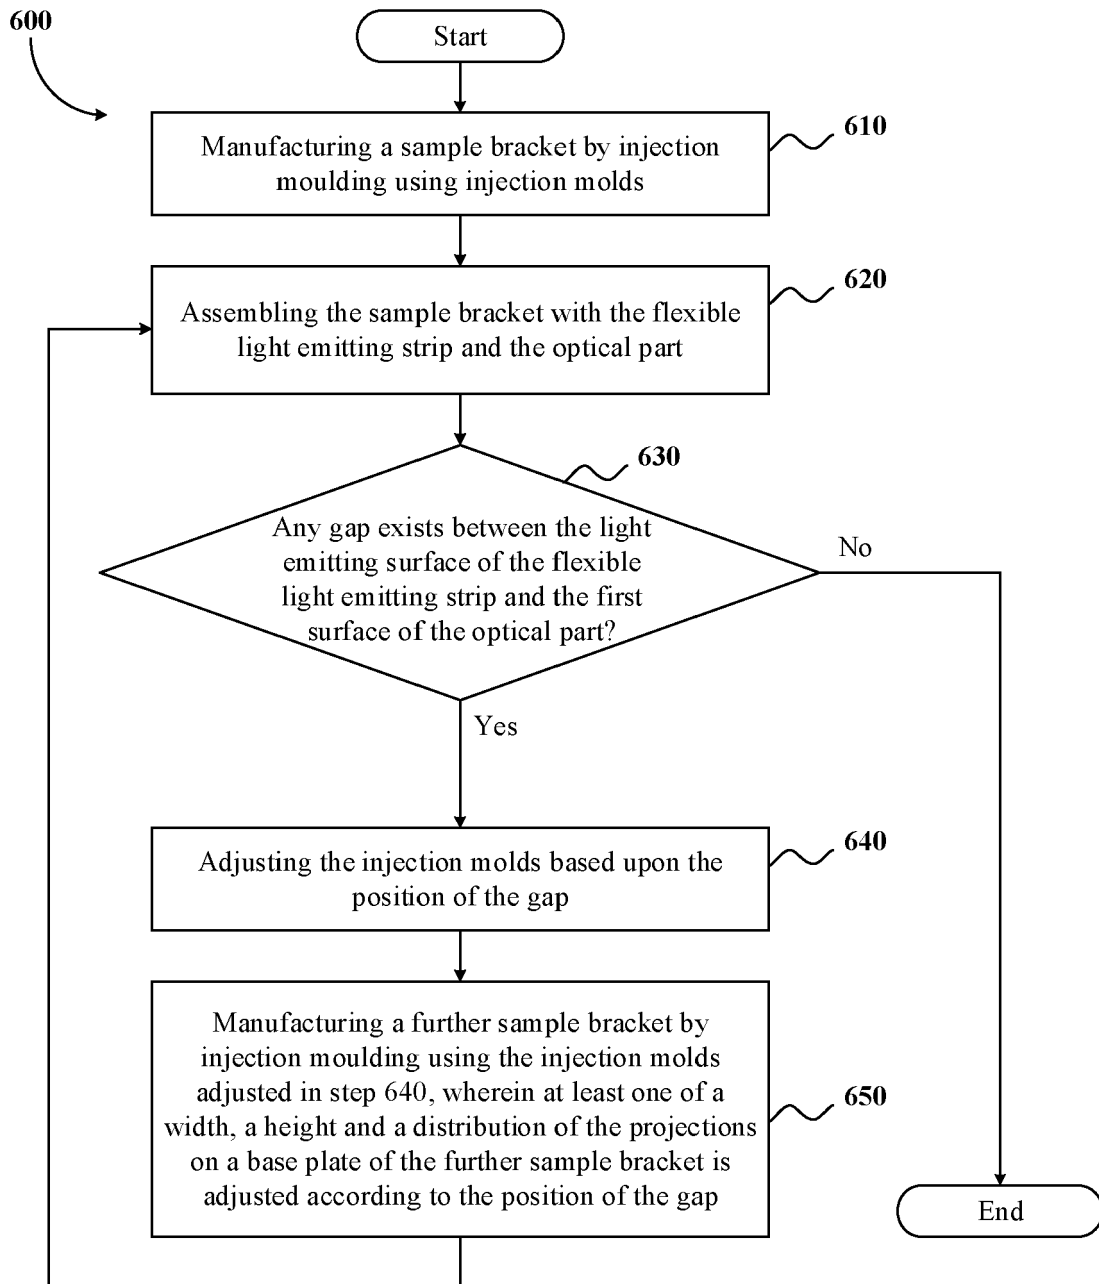 600
Start
610
Manufacturing a sample bracket by injection
moulding using injection molds
620
Assembling the sample bracket with the flexible
light emitting strip and the optical part
630
Any gap exists between the light
emitting surface of the flexible
light emitting strip and the first
surface of the optical part?
No
Yes
640
Adjusting the injection molds based upon the
position of the gap
Manufacturing a further sample bracket by
injection moulding using the injection molds
adjusted in step 640, wherein at least one of a
width, a height and a distribution of the projections
on a base plate of the further sample bracket is
adjusted according to the position of the gap
650
End